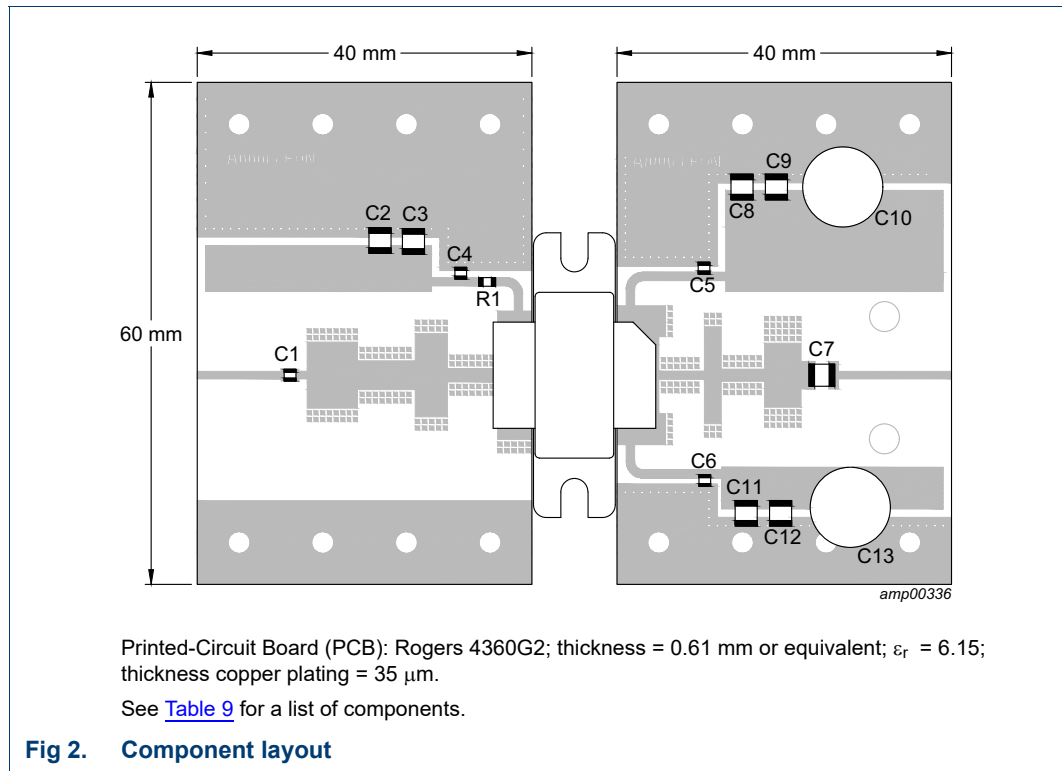 40 mm
40 mm
C9
C8
C10
C2 C3
C4
C5
R1
60 mm
C1
C7
C6
C11
C12
C13
amp00336
Printed-Circuit Board (PCB): Rogers 4360G2; thickness = 0.61 mm or equivalent; εr = 6.15;
thickness copper plating = 35 μm.
See Table 9 for a list of components.
Fig 2. Component layout